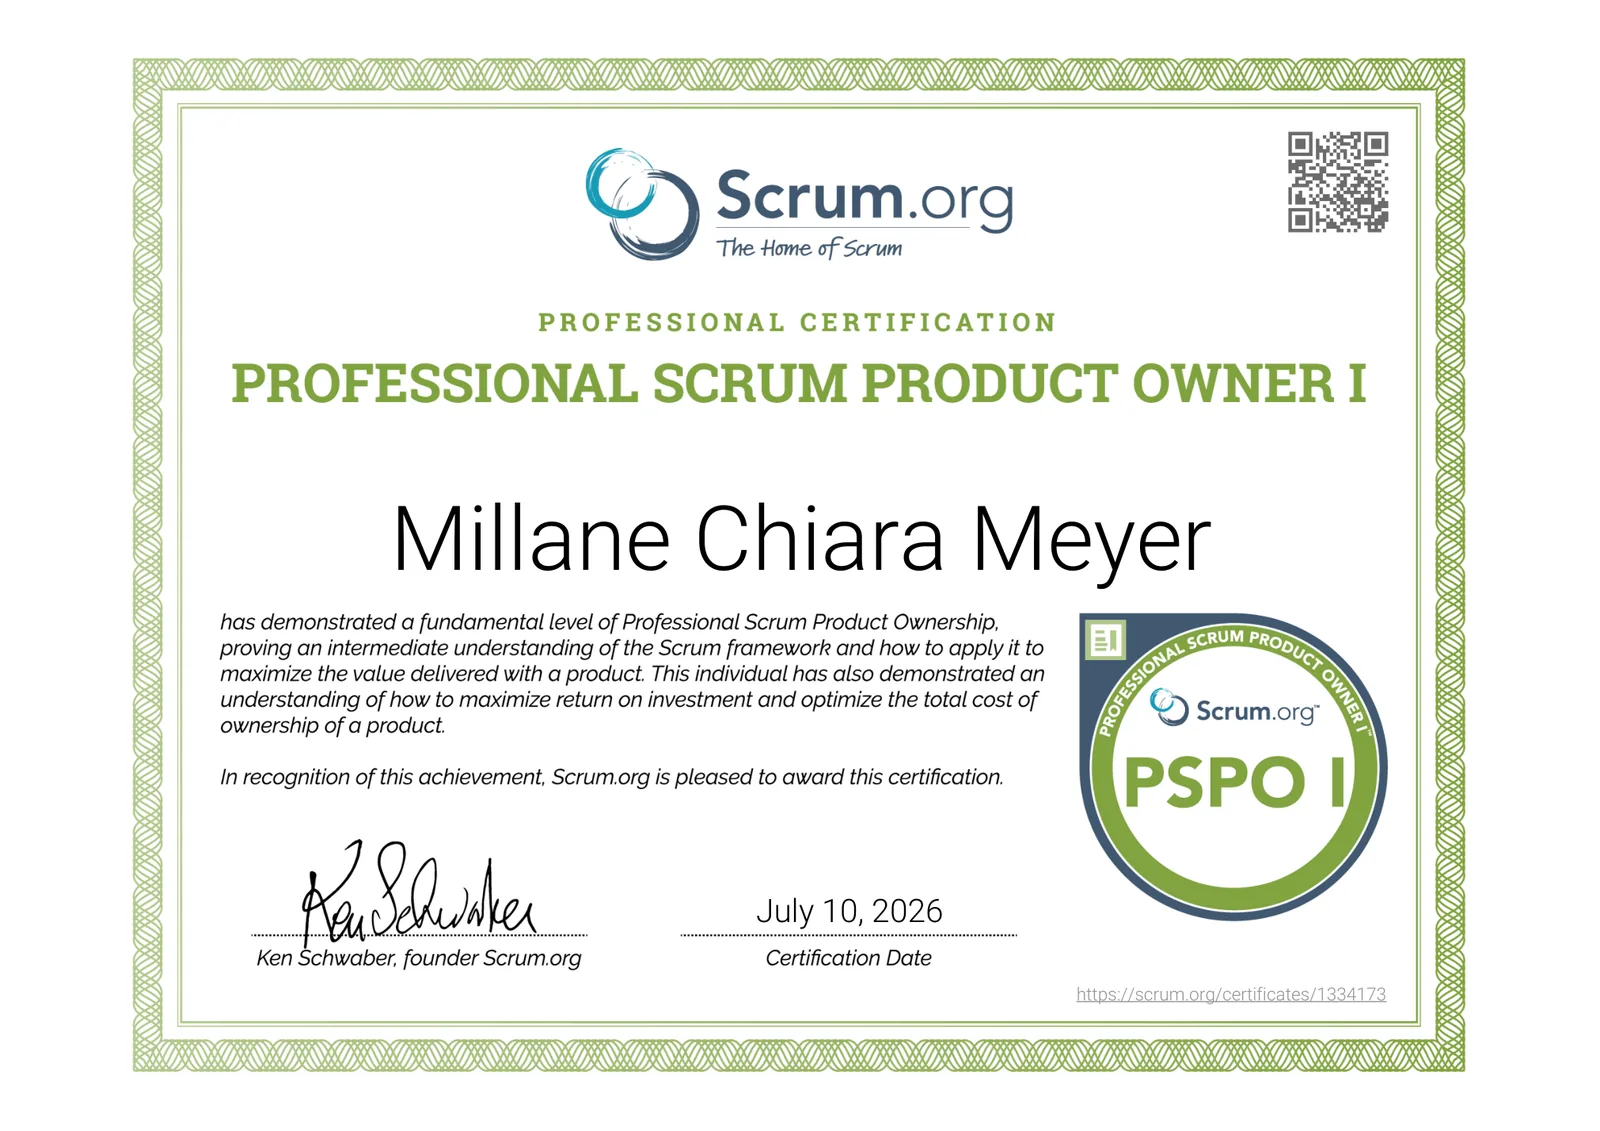 Scrum.org
The Home of Scrum
PROFESSIONAL CERTIFICATION
PROFESSIONAL SCRUM PRODUCT OWNER I
Millane Chiara Meyer
has demonstrated a fundamental level of Professional Scrum Product Ownership,
proving an intermediate understanding of the Scrum framework and how to apply it to
maximize the value delivered with a product. This individual has also demonstrated an
understanding of how to maximize return on investment and optimize the total cost of
ownership of a product.
In recognition of this achievement, Scrum.org is pleased to award this certification.
PROFESSIONAL SCRUM PRODUCT OWNER I™
Scrum.org™
PSPO I
Ken Schwaber
July 10, 2026
Ken Schwaber, founder Scrum.org
Certification Date
https://scrum.org/certificates/1334173